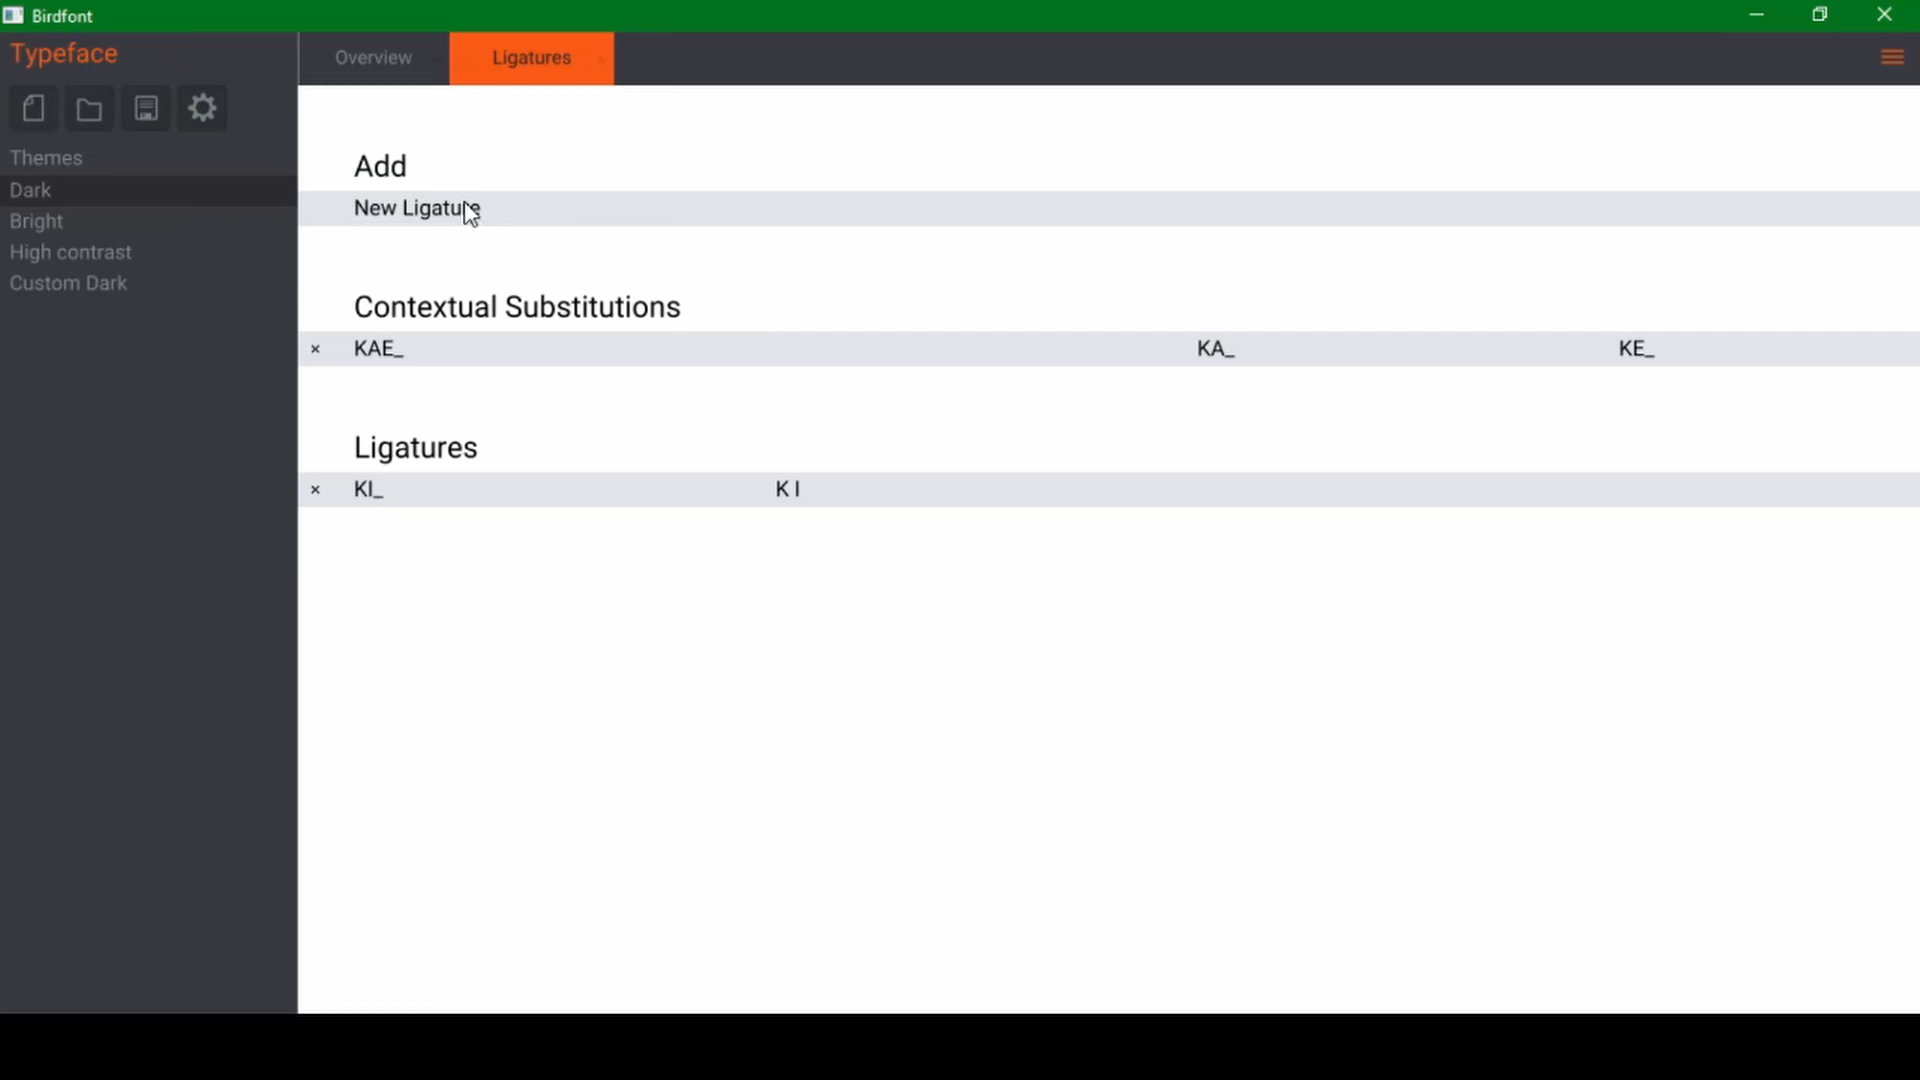 Birdfont
Typeface
Overview
Ligatures
Themes
Dark
Bright
High contrast
Custom Dark
Add
New Ligature
Contextual Substitutions
× KAE_ KA_ KE_
Ligatures
× KI_ K I